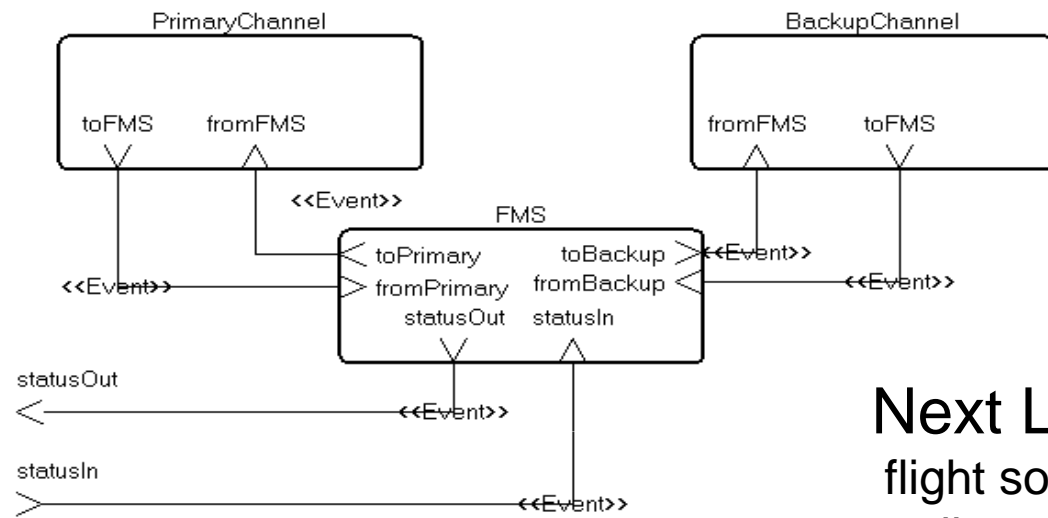 PrimaryChannel
BackupChannel
toFMS fromFMS
fromFMS toFMS
<<Event>>
FMS
toPrimary
toBackup
<<Event>>
<<Event>>
fromPrimary
fromBackup
<<Event>>
statusOut statusIn
statusOut
<<Event>>
Next L
flight so
statusIn
<<Event>>